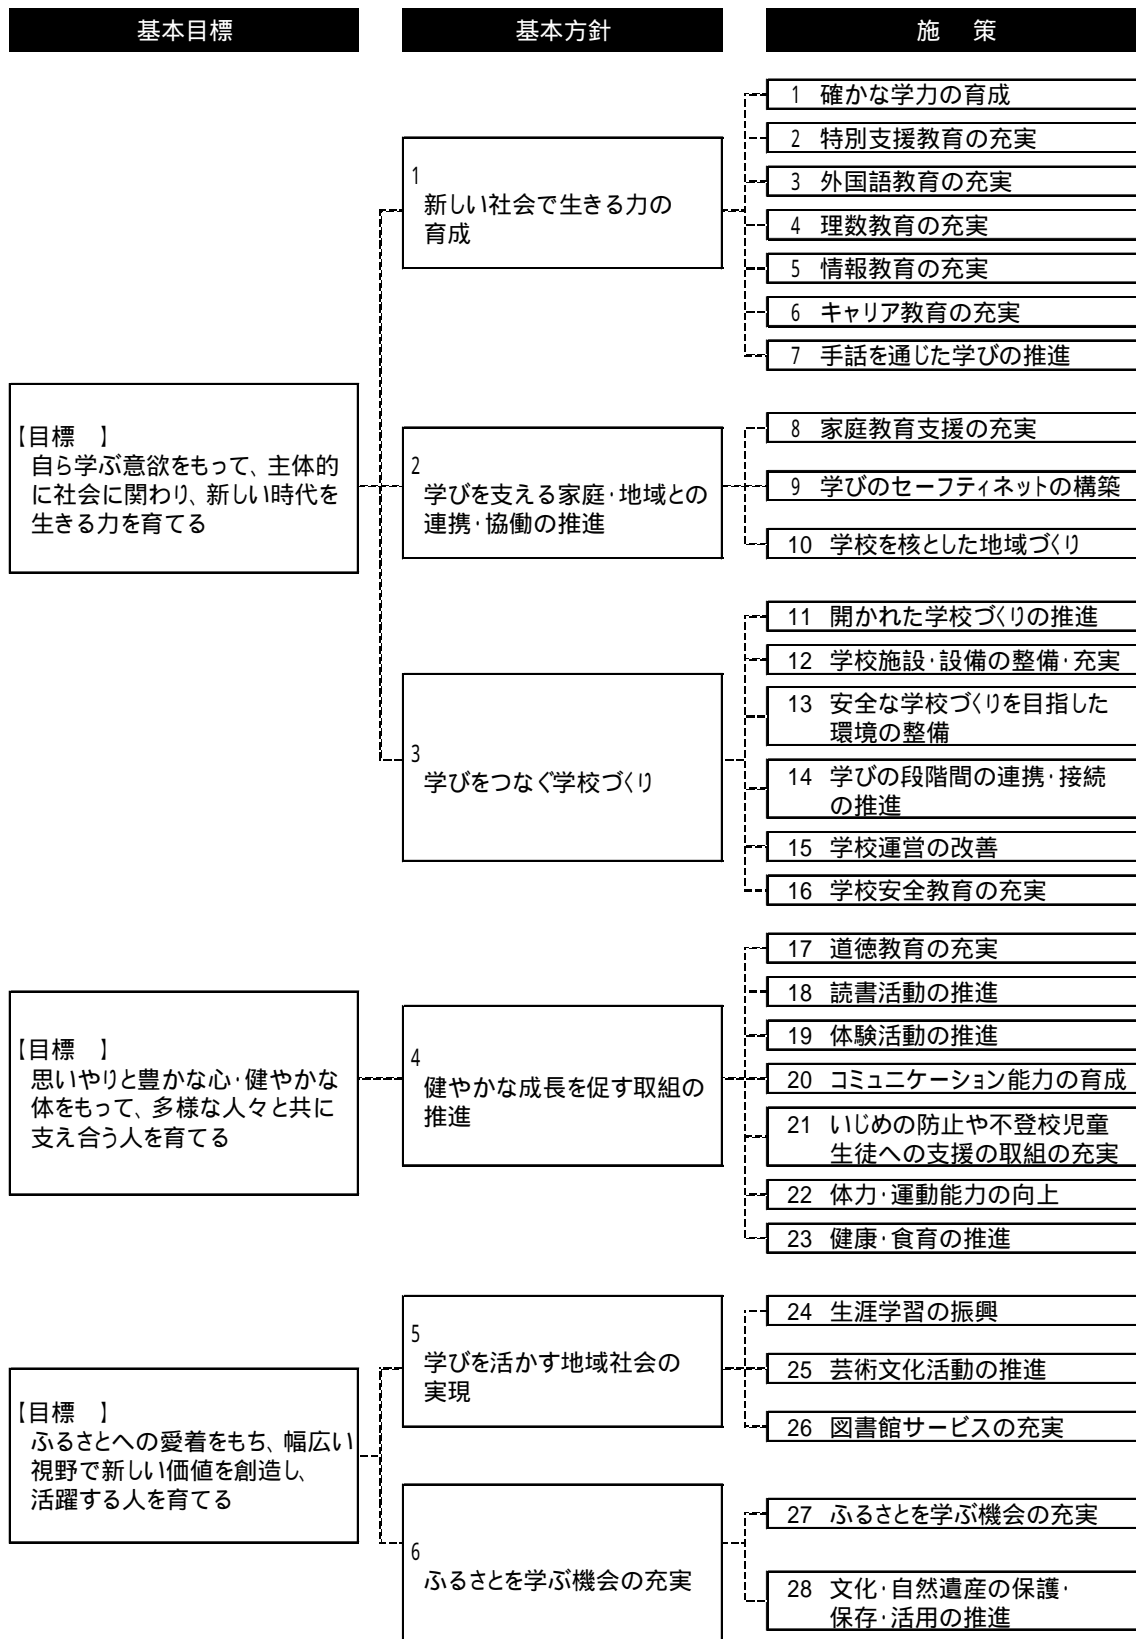 基本目標
基本方針
施　策
【目標　】
自ら学ぶ意欲をもって、主体的
に社会に関わり、新しい時代を
生きる力を育てる
1
新しい社会で生きる力の
育成
1 確かな学力の育成
2 特別支援教育の充実
3 外国語教育の充実
4 理数教育の充実
5 情報教育の充実
6 キャリア教育の充実
7 手話を通じた学びの推進
2
学びを支える家庭・地域との
連携・協働の推進
8 家庭教育支援の充実
9 学びのセーフティネットの構築
10 学校を核とした地域づくり
3
学びをつなぐ学校づくり
11 開かれた学校づくりの推進
12 学校施設・設備の整備・充実
13 安全な学校づくりを目指した
環境の整備
14 学びの段階間の連携・接続
の推進
15 学校運営の改善
16 学校安全教育の充実
【目標　】
思いやりと豊かな心・健やかな
体をもって、多様な人々と共に
支え合う人を育てる
4
健やかな成長を促す取組の
推進
17 道徳教育の充実
18 読書活動の推進
19 体験活動の推進
20 コミュニケーション能力の育成
21 いじめの防止や不登校児童
生徒への支援の取組の充実
22 体力・運動能力の向上
23 健康・食育の推進
【目標　】
ふるさとへの愛着をもち、幅広い
視野で新しい価値を創造し、
活躍する人を育てる
5
学びを活かす地域社会の
実現
24 生涯学習の振興
25 芸術文化活動の推進
26 図書館サービスの充実
6
ふるさとを学ぶ機会の充実
27 ふるさとを学ぶ機会の充実
28 文化・自然遺産の保護・
保存・活用の推進